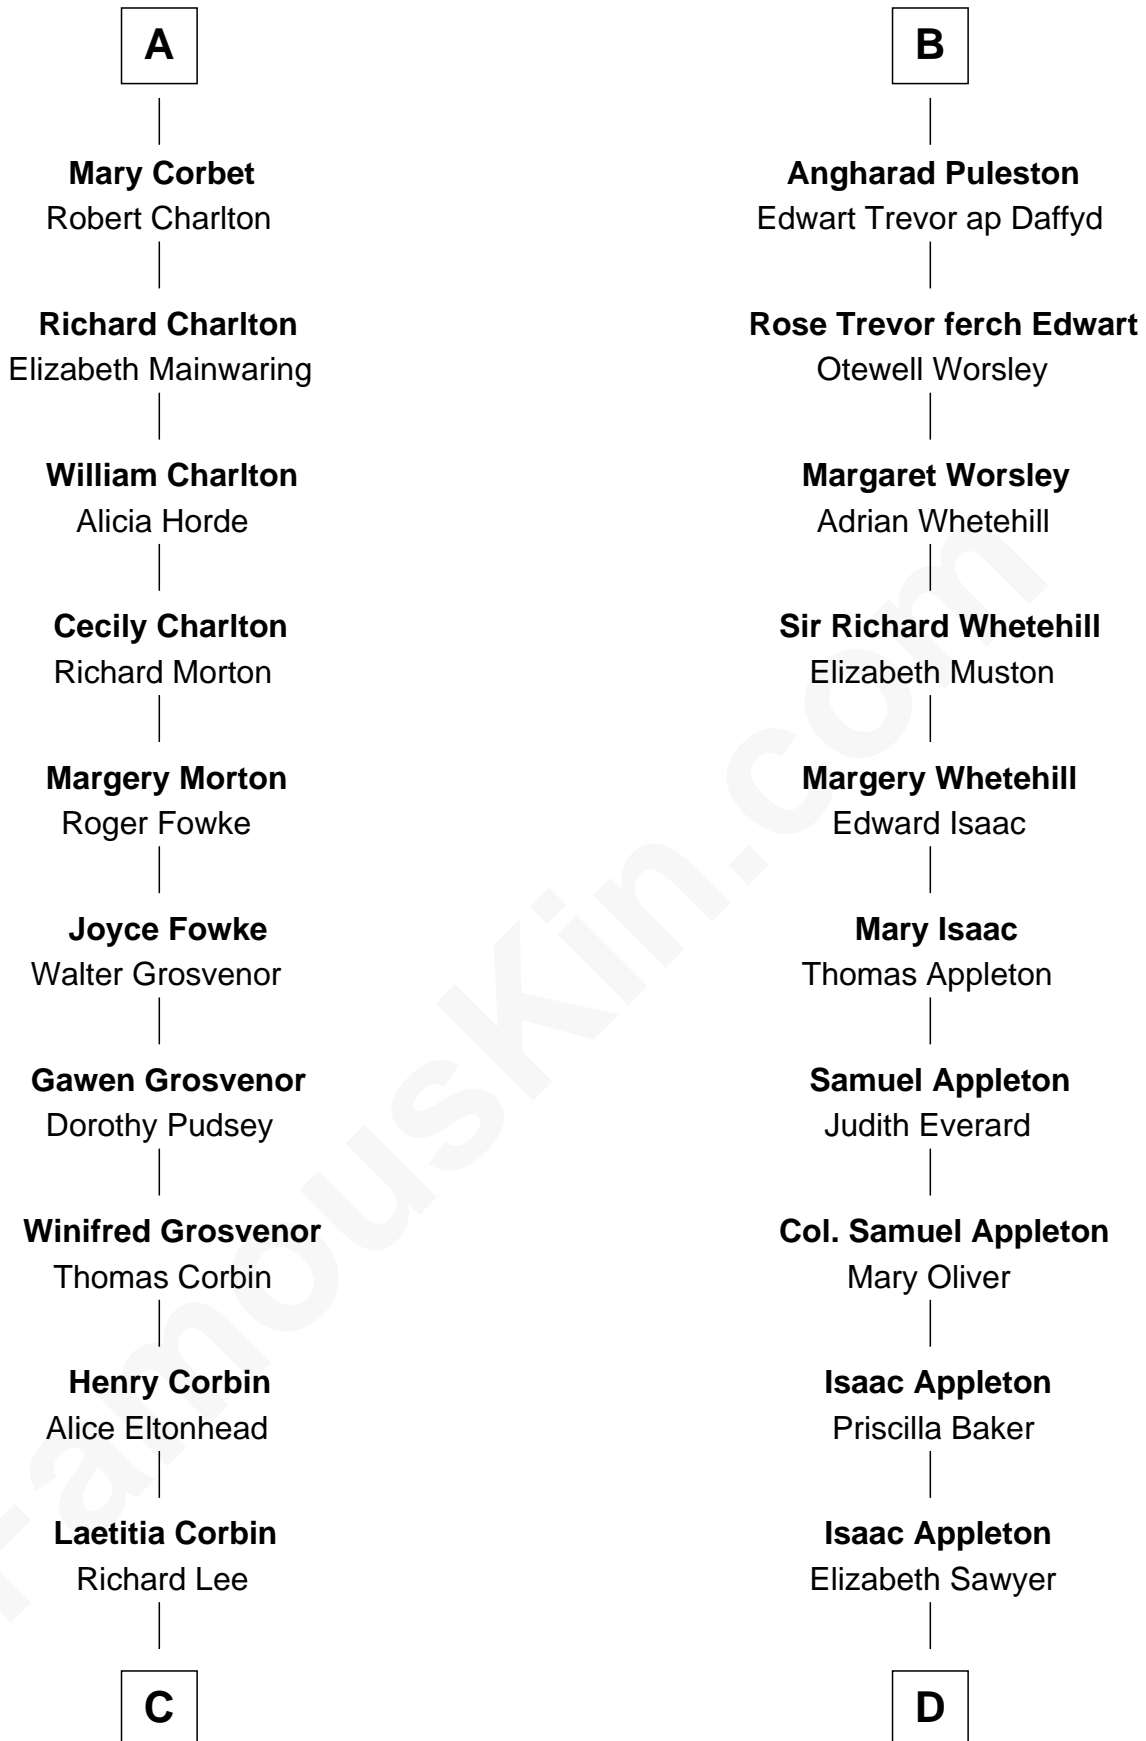 A
Mary Corbet
Robert Charlton
Richard Charlton
Elizabeth Mainwaring
William Charlton
Alicia Horde
Cecily Charlton
Richard Morton
Margery Morton
Roger Fowke
Joyce Fowke
Walter Grosvenor
Gawen Grosvenor
Dorothy Pudsey
Winifred Grosvenor
Thomas Corbin
Henry Corbin
Alice Eltonhead
Laetitia Corbin
Richard Lee
C
B
Angharad Puleston
Edwart Trevor ap Daffyd
Rose Trevor ferch Edwart
Otewell Worsley
Margaret Worsley
Adrian Whetehill
Sir Richard Whetehill
Elizabeth Muston
Margery Whetehill
Edward Isaac
Mary Isaac
Thomas Appleton
Samuel Appleton
Judith Everard
Col. Samuel Appleton
Mary Oliver
Isaac Appleton
Priscilla Baker
Isaac Appleton
Elizabeth Sawyer
D
FamousKin.com